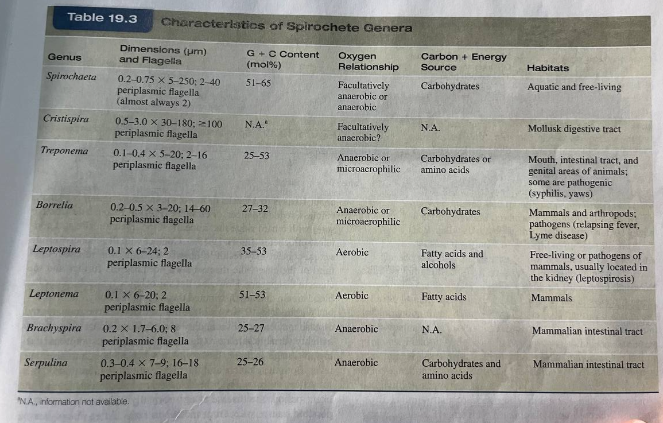 Table 19.3 Characteristics of Spirochete Genera
Genus Dimensions (µm) and Flagella G + C Content (mol%) Oxygen Relationship Carbon + Energy Source Habitats
Spirochaeta 0.2–0.75 × 5–250; 2–40 51–65 Facultatively Carbohydrates Aquatic and free-living
periplasmic flagella anaerobic or
(almost always 2) anaerobic
Cristispira 0.5–3.0 × 30–180; ≥100 N.A.ª Facultatively N.A. Mollusk digestive tract
periplasmic flagella anaerobic?
Treponema 0.1–0.4 × 5–20; 2–16 25–53 Anaerobic or Carbohydrates or Mouth, intestinal tract, and
periplasmic flagella microaerophilic amino acids genital areas of animals;
some are pathogenic
(syphilis, yaws)
Borrelia 0.2–0.5 × 3–20; 14–60 27–32 Anaerobic or Carbohydrates Mammals and arthropods;
periplasmic flagella microaerophilic pathogens (relapsing fever,
Lyme disease)
Leptospira 0.1 × 6–24; 2 35–53 Aerobic Fatty acids and Free-living or pathogens of
periplasmic flagella alcohols mammals, usually located in
the kidney (leptospirosis)
Leptonema 0.1 × 6–20; 2 51–53 Aerobic Fatty acids Mammals
periplasmic flagella
Brachyspira 0.2 × 1.7–6.0; 8 25–27 Anaerobic N.A. Mammalian intestinal tract
periplasmic flagella
Serpulina 0.3–0.4 × 7–9; 16–18 25–26 Anaerobic Carbohydrates and Mammalian intestinal tract
periplasmic flagella amino acids
ªN.A., information not available.